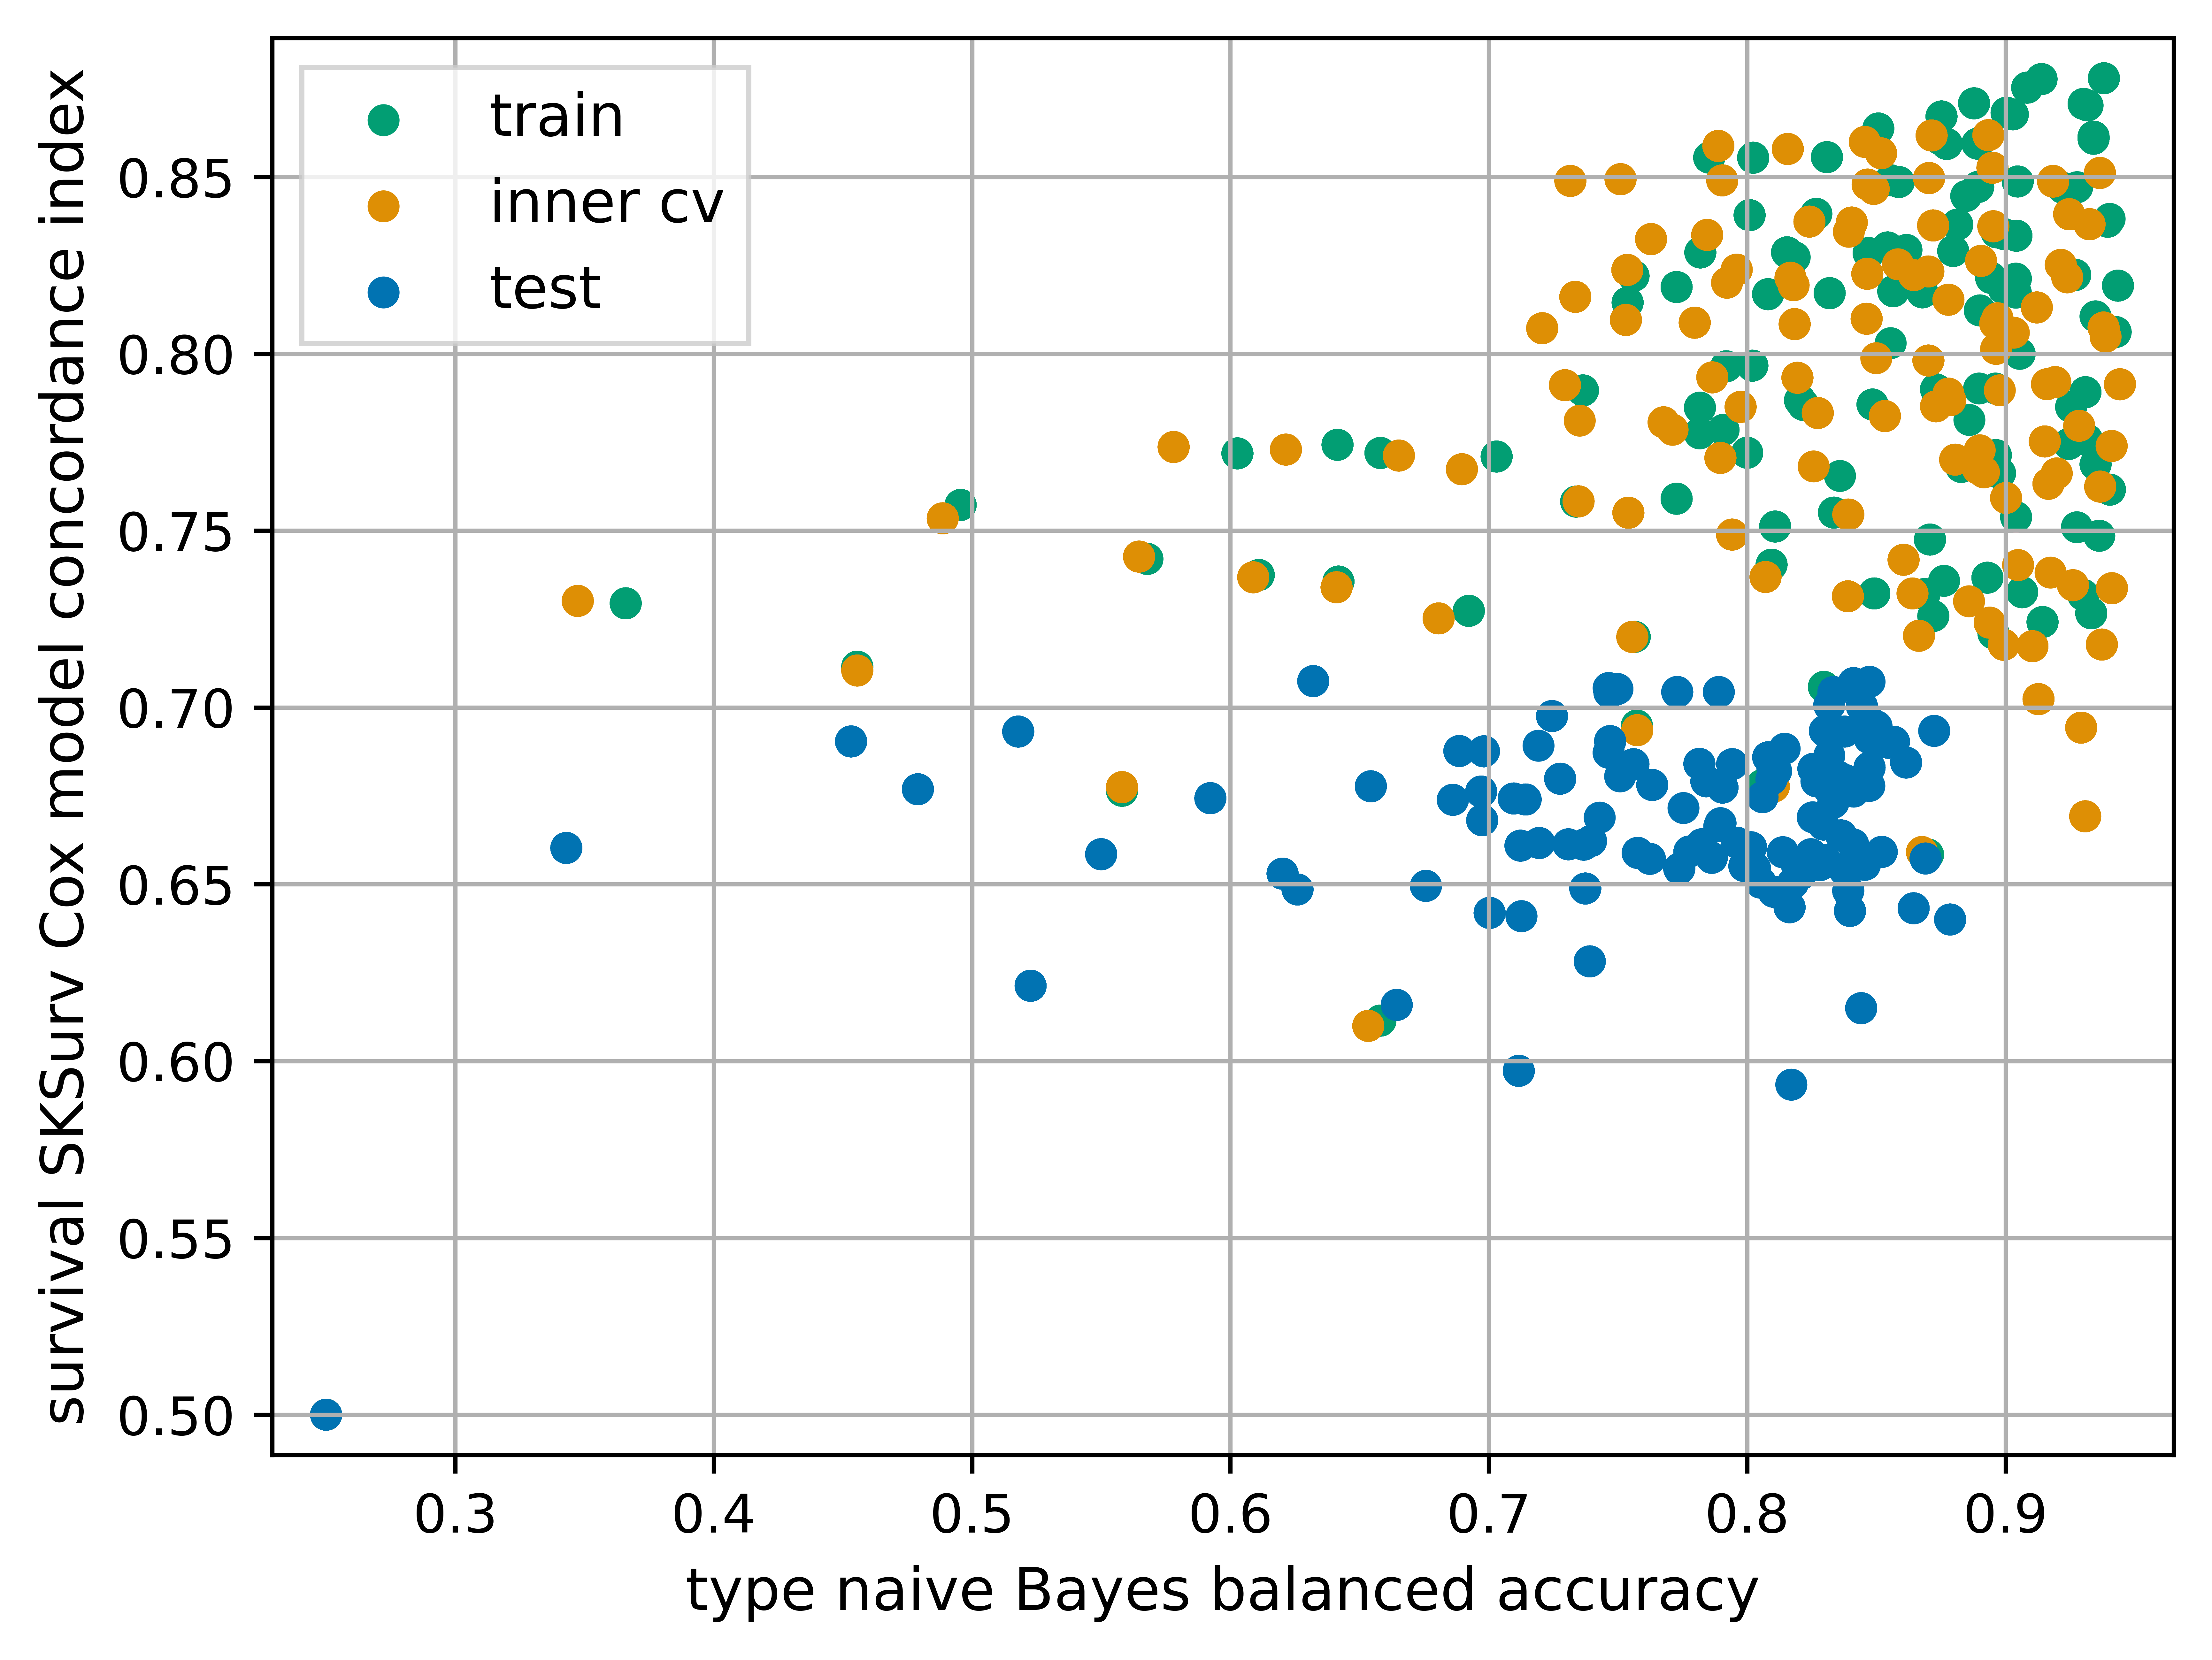 train
inner cv
test
survival SKSurv Cox model concordance index
0.85
0.80
0.75
0.70
0.65
0.60
0.55
0.50
0.3 0.4 0.5 0.6 0.7 0.8 0.9
type naive Bayes balanced accuracy